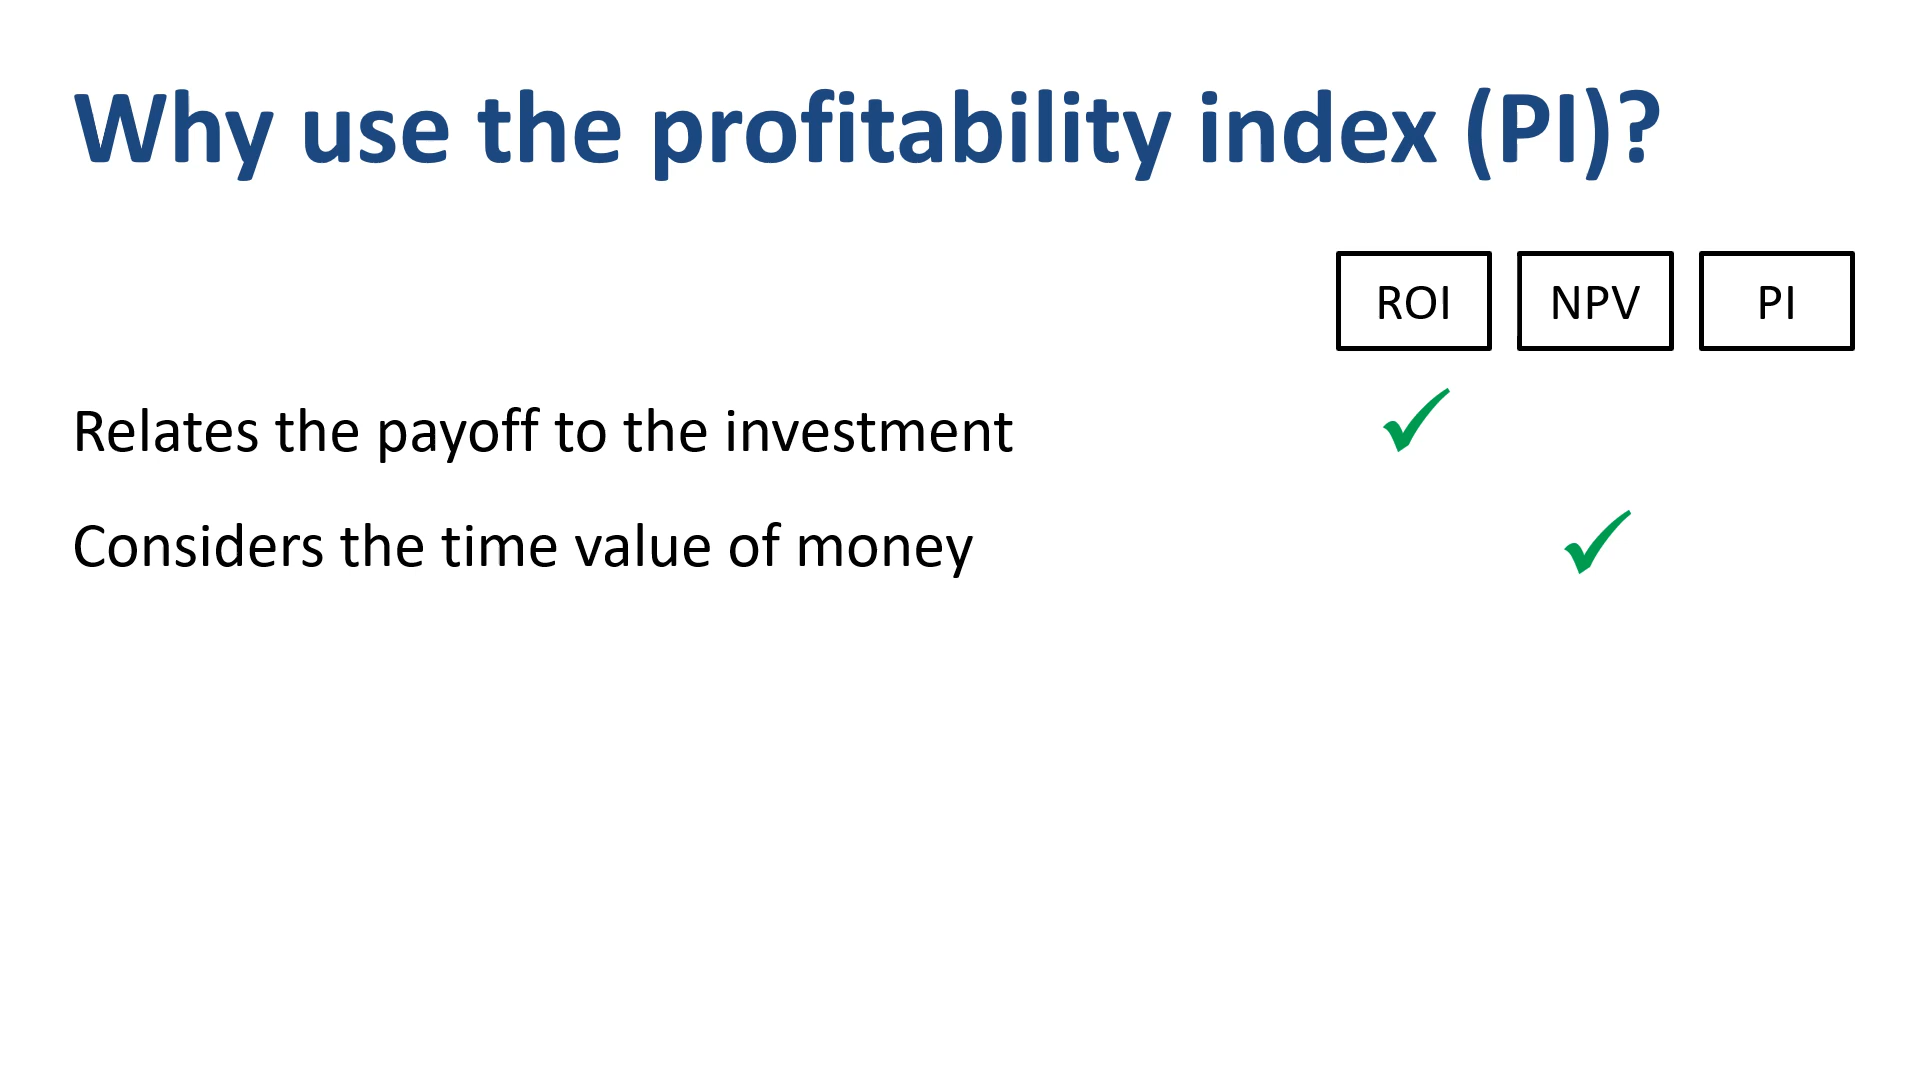 Why use the profitability index (PI)?
ROI NPV PI
Relates the payoff to the investment
Considers the time value of money